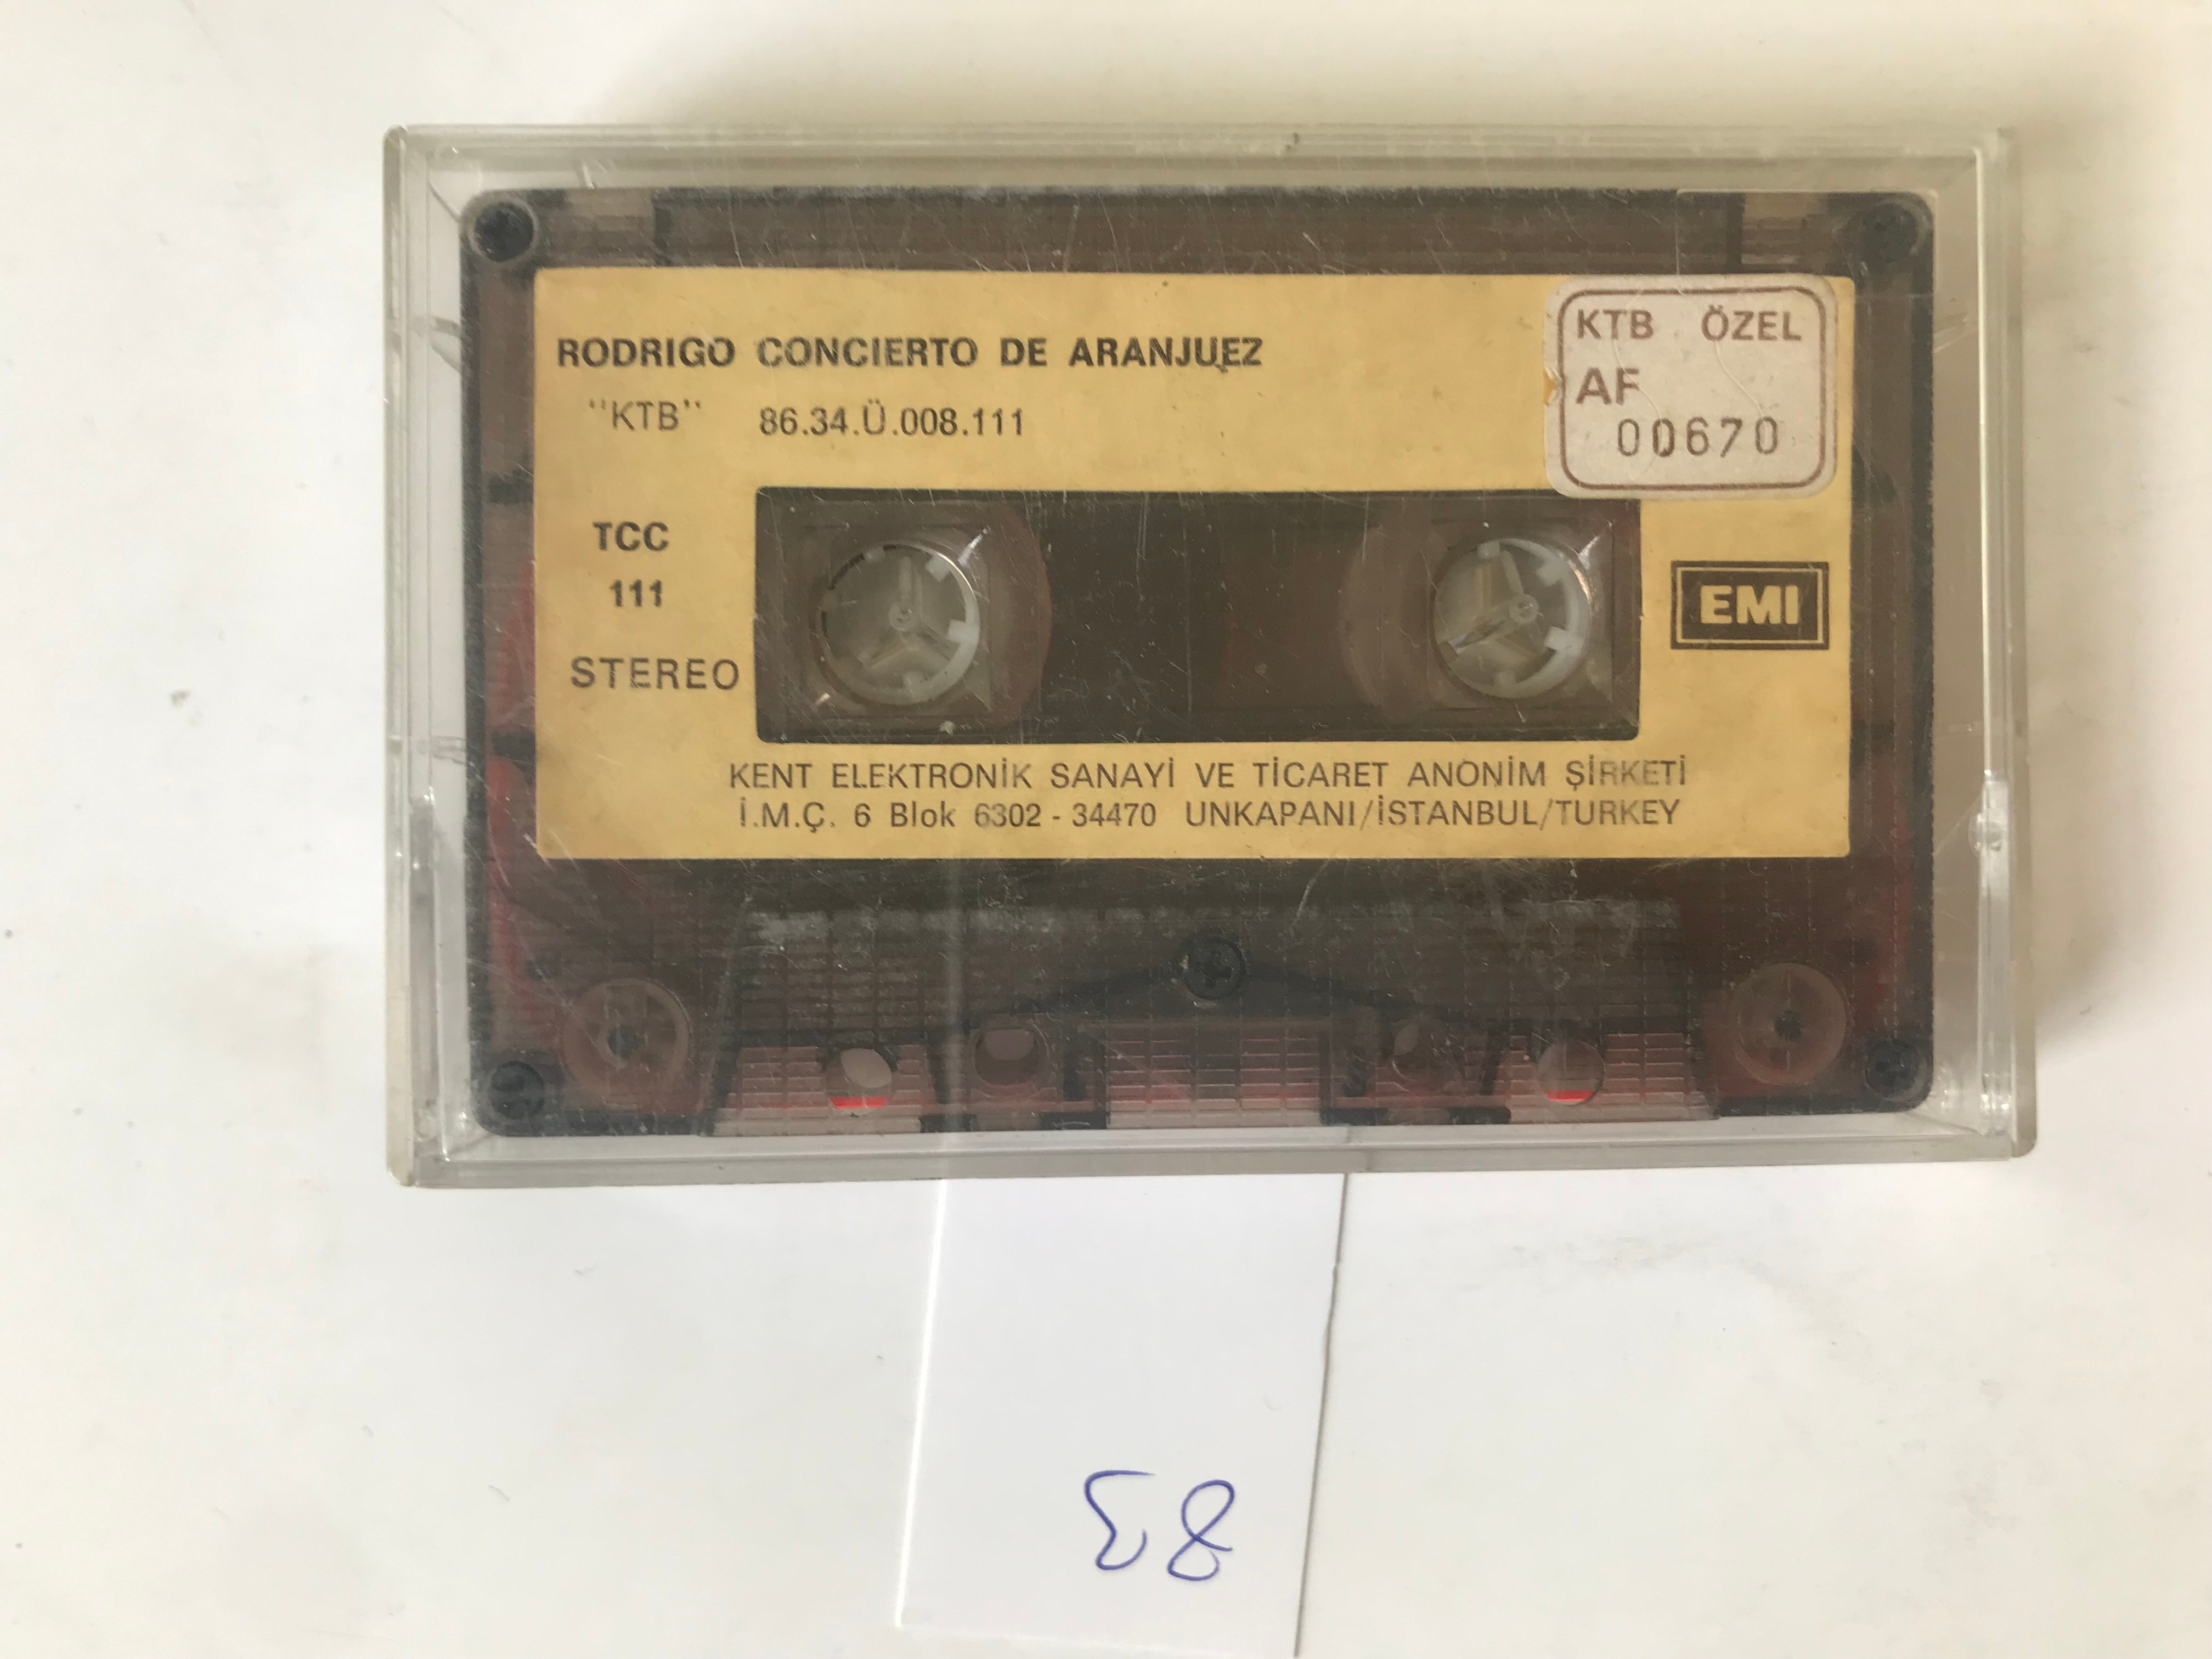 RODRIGO CONCIERTO DE ARANJUEZ
"KTB" 86.34.Ü.008.111
KTB ÖZEL
AF
00670
TCC
111
STEREO
EMI
KENT ELEKTRONİK SANAYİ VE TİCARET ANONİM ŞİRKETİ
İ.M.Ç. 6 Blok 6302 - 34470 UNKAPANI/İSTANBUL/TURKEY
83